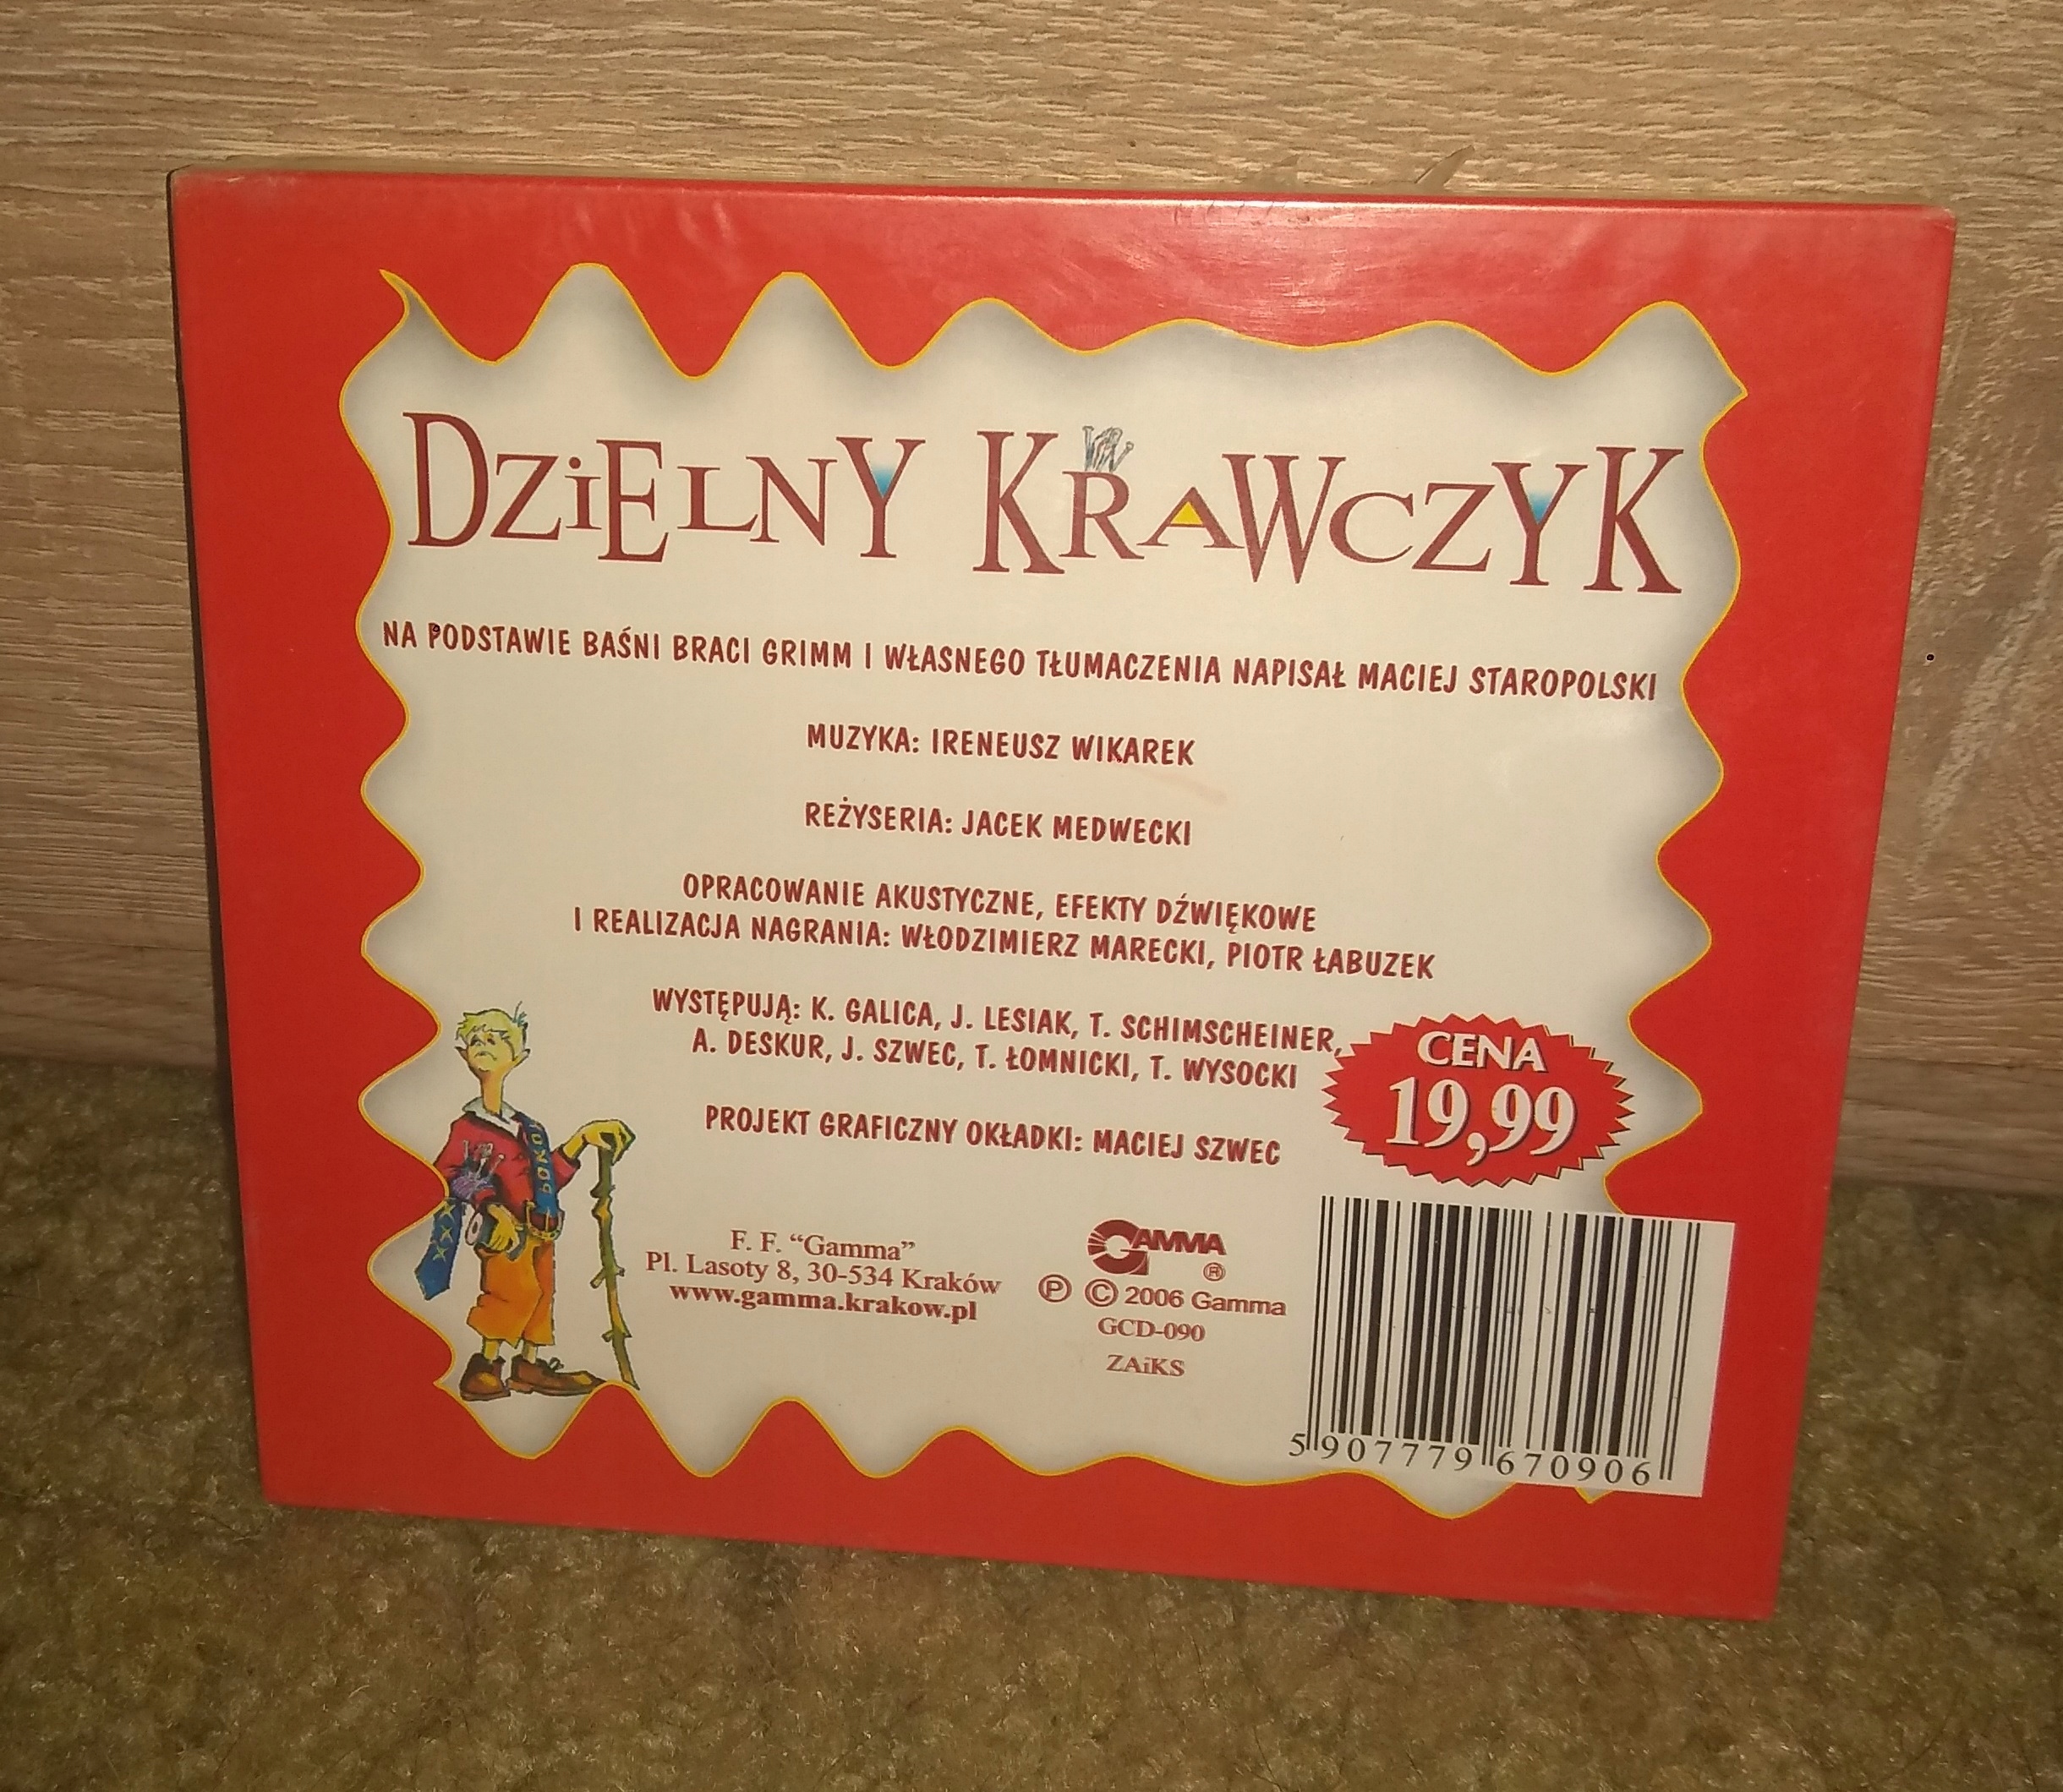 DZiELNY KRAWCZYK
NA PODSTAWIE BAŚNI BRACI GRIMM I WŁASNEGO TŁUMACZENIA NAPISAŁ MACIEJ STAROPOLSKI
MUZYKA: IRENEUSZ WIKAREK
REŻYSERIA: JACEK MEDWECKI
OPRACOWANIE AKUSTYCZNE, EFEKTY DŹWIĘKOWE
I REALIZACJA NAGRANIA: WŁODZIMIERZ MARECKI, PIOTR ŁABUZEK
WYSTĘPUJĄ: K. GALICA, J. LESIAK, T. SCHIMSCHEINER,
A. DESKUR, J. SZWEC, T. ŁOMNICKI, T. WYSOCKI
PROJEKT GRAFICZNY OKŁADKI: MACIEJ SZWEC
CENA
19,99
F. F. “Gamma”
Pl. Lasoty 8, 30-534 Kraków
www.gamma.krakow.pl
GAMMA
®
Ⓟ © 2006 Gamma
GCD-090
ZAiKS
5 907779 670906